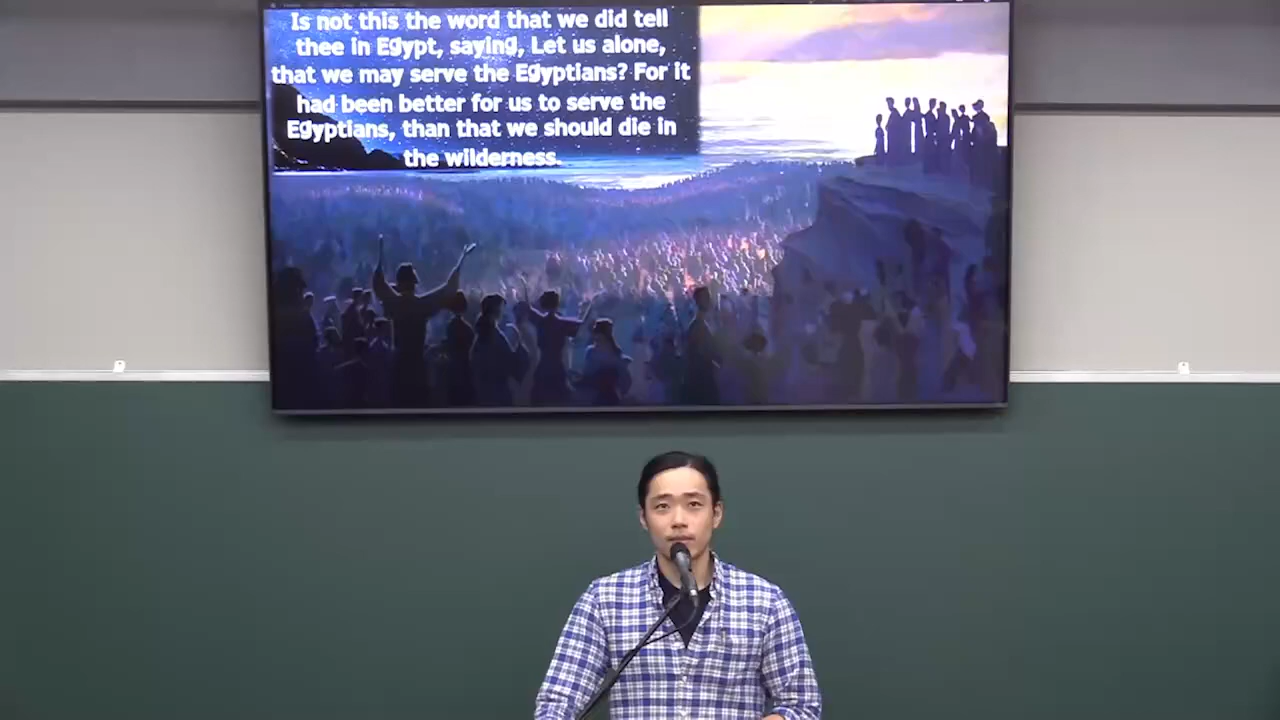 Is not this the word that we did tell
thee in Egypt, saying, Let us alone,
that we may serve the Egyptians? For it
had been better for us to serve the
Egyptians, than that we should die in
the wilderness.